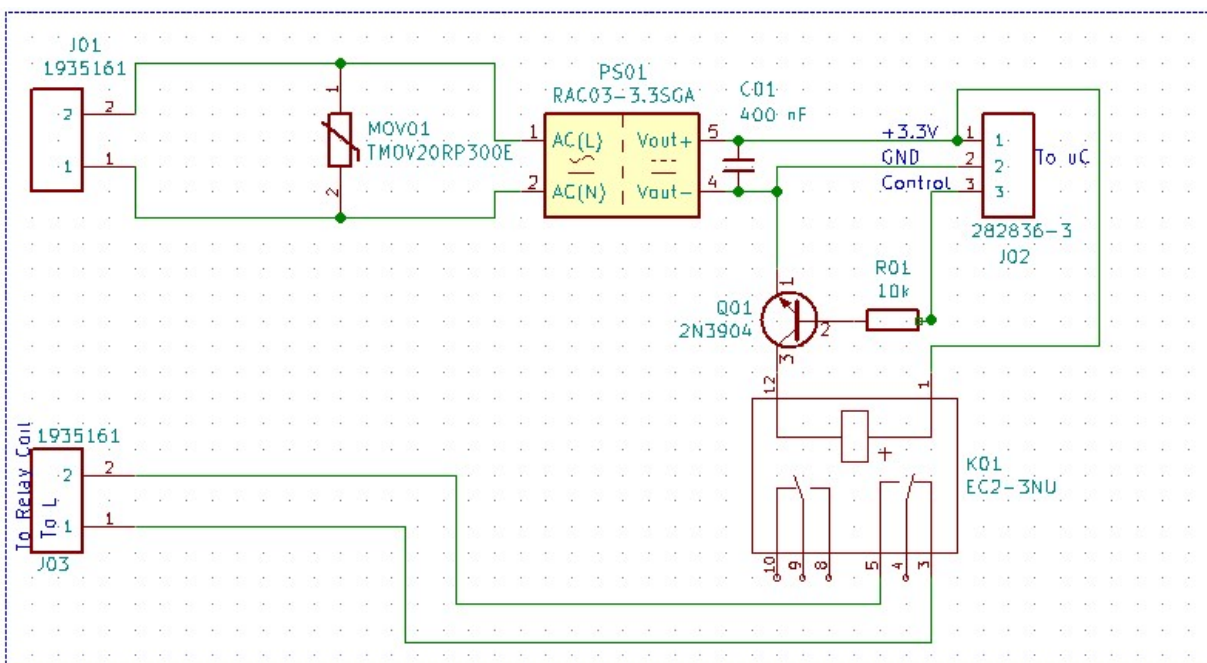 J01
1935161
2
2
1
1
1
MOV01
TMOV20RP300E
2
PS01
RAC03-3.3SGA
1
AC(L)
Vout+
5
2
AC(N)
Vout-
4
C01
400 nF
+3.3V
1
1
GND
2
2
To uC
Control
3
3
282836-3
J02
R01
10k
1
Q01
2N3904
2
3
12
1
+
K01
EC2-3NU
10
9
8
5
4
3
1935161
To Relay Coil
To L
2
2
1
1
J03